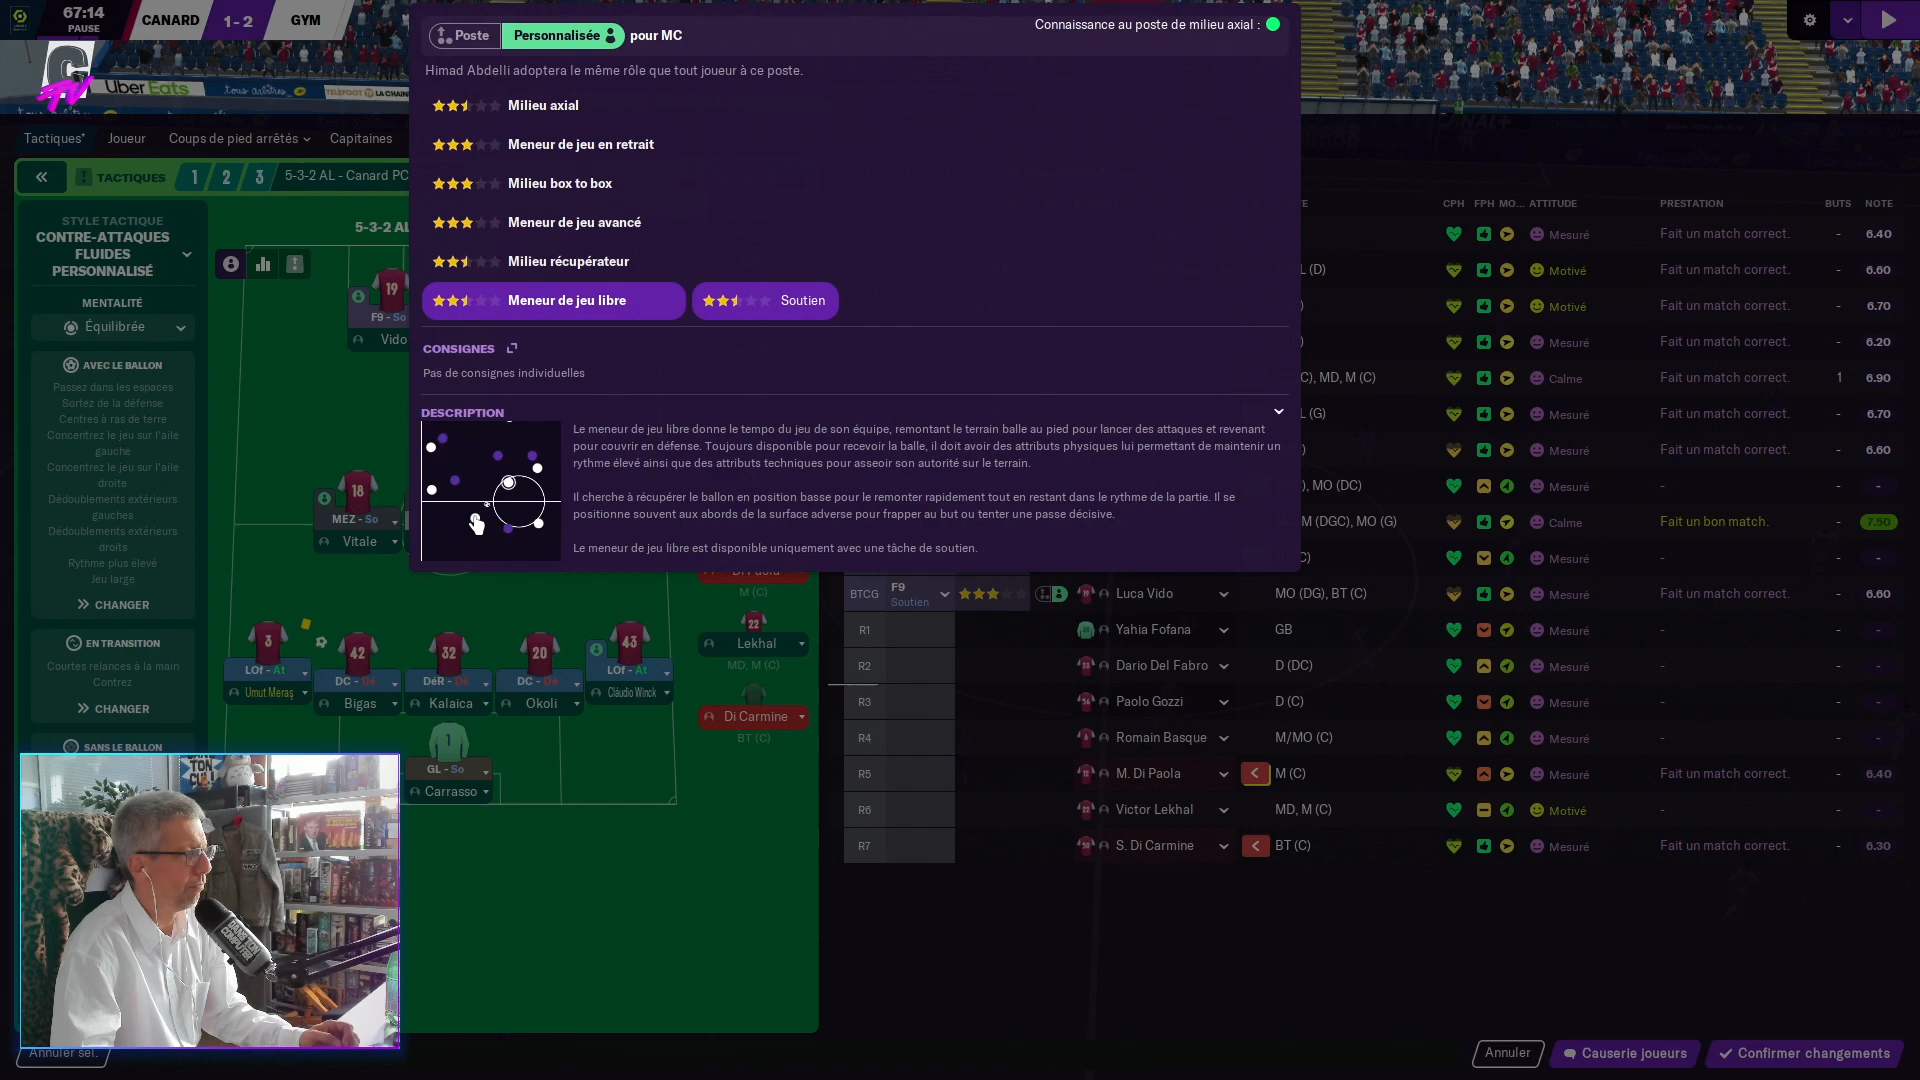 67:14
PAUSE
CANARD
1 - 2
GYM
TV
Uber Eats
TELEFOOT
LA CHAINE
Tactiques*
Joueur
Coups de pied arrêtés
Capitaines
TACTIQUES
1
2
3
5-3-2 AL - Canard PC
STYLE TACTIQUE
CONTRE-ATTAQUES
FLUIDES
PERSONNALISÉ
MENTALITÉ
Équilibrée
AVEC LE BALLON
Passez dans les espaces
Sortez de la défense
Centres à ras de terre
Concentrez le jeu sur l'aile
gauche
Concentrez le jeu sur l'aile
droite
Dédoublements extérieurs
gauches
Dédoublements extérieurs
droits
Rythme plus élevé
Jeu large
CHANGER
EN TRANSITION
Courtes relances à la main
Contrez
CHANGER
SANS LE BALLON
5-3-2 AL
19
F9 - So
Vido
18
MEZ - So
Vitale
3
LOf - At
Umut Meraş
42
DC - Dé
Bigas
32
DéR - Dé
Kalaica
20
DC - Dé
Okoli
43
LOf - At
Cláudio Winck
1
GL - So
Carrasso
Di Paola
M (C)
22
Lekhal
MD, M (C)
Di Carmine
BT (C)
Poste
Personnalisée
pour MC
Connaissance au poste de milieu axial :
Himad Abdelli adoptera le même rôle que tout joueur à ce poste.
Milieu axial
Meneur de jeu en retrait
Milieu box to box
Meneur de jeu avancé
Milieu récupérateur
Meneur de jeu libre
Soutien
CONSIGNES
Pas de consignes individuelles
DESCRIPTION
Le meneur de jeu libre donne le tempo du jeu de son équipe, remontant le terrain balle au pied pour lancer des attaques et revenant
pour couvrir en défense. Toujours disponible pour recevoir la balle, il doit avoir des attributs physiques lui permettant de maintenir un
rythme élevé ainsi que des attributs techniques pour asseoir son autorité sur le terrain.
Il cherche à récupérer le ballon en position basse pour le remonter rapidement tout en restant dans le rythme de la partie. Il se
positionne souvent aux abords de la surface adverse pour frapper au but ou tenter une passe décisive.
Le meneur de jeu libre est disponible uniquement avec une tâche de soutien.
CPH
FPH
MO...
ATTITUDE
PRESTATION
BUTS
NOTE
Mesuré
Fait un match correct.
-
6.40
L (D)
Motivé
Fait un match correct.
-
6.60
)
Motivé
Fait un match correct.
-
6.70
)
Mesuré
Fait un match correct.
-
6.20
C), MD, M (C)
Calme
Fait un match correct.
1
6.90
L (G)
Mesuré
Fait un match correct.
-
6.70
)
Mesuré
Fait un match correct.
-
6.60
), MO (DC)
Mesuré
-
-
-
M (DGC), MO (G)
Calme
Fait un bon match.
-
7.50
C)
Mesuré
-
-
-
BTCG
F9
Soutien
Luca Vido
MO (DG), BT (C)
Mesuré
Fait un match correct.
-
6.60
R1
Yahia Fofana
GB
Mesuré
-
-
-
R2
Dario Del Fabro
D (DC)
Mesuré
-
-
-
R3
Paolo Gozzi
D (C)
Mesuré
-
-
-
R4
Romain Basque
M/MO (C)
Mesuré
-
-
-
R5
M. Di Paola
M (C)
Mesuré
Fait un match correct.
-
6.40
R6
Victor Lekhal
MD, M (C)
Motivé
-
-
-
R7
S. Di Carmine
BT (C)
Mesuré
Fait un match correct.
-
6.30
DANS TON
COMPUTER
Annuler sél.
Annuler
Causerie joueurs
Confirmer changements